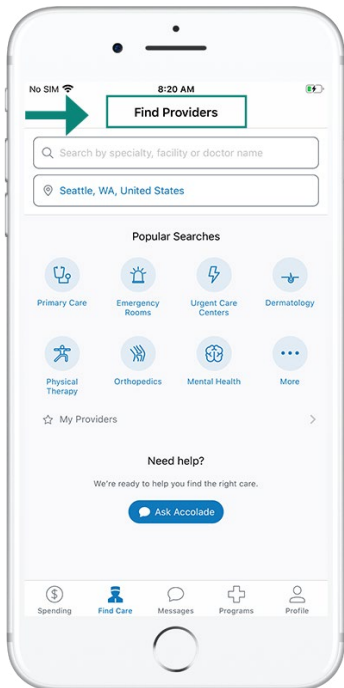 No SIM
8:20 AM
Find Providers
Search by specialty, facility or doctor name
Seattle, WA, United States
Popular Searches
Primary Care
Emergency
Rooms
Urgent Care
Centers
Dermatology
Physical
Therapy
Orthopedics
Mental Health
More
My Providers
Need help?
We're ready to help you find the right care.
Ask Accolade
Spending
Find Care
Messages
Programs
Profile